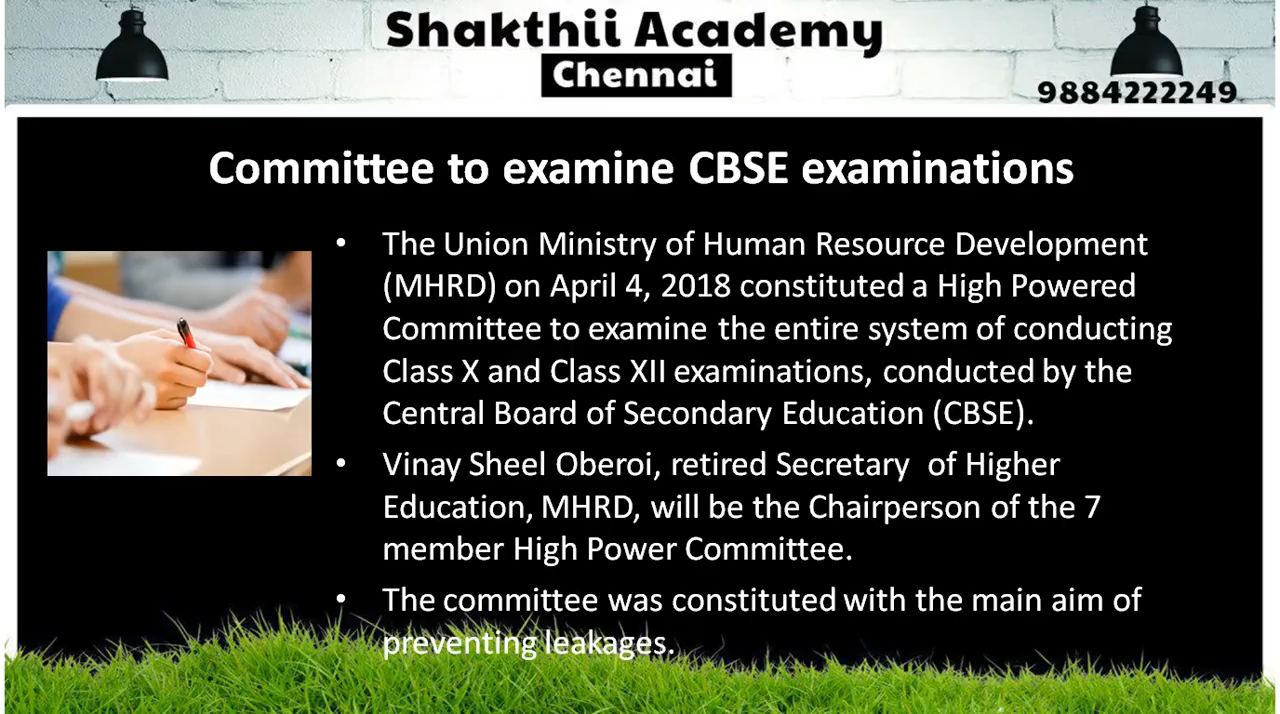 Shakthii Academy
Chennai
9884222249
Committee to examine CBSE examinations
• The Union Ministry of Human Resource Development
(MHRD) on April 4, 2018 constituted a High Powered
Committee to examine the entire system of conducting
Class X and Class XII examinations, conducted by the
Central Board of Secondary Education (CBSE).
• Vinay Sheel Oberoi, retired Secretary of Higher
Education, MHRD, will be the Chairperson of the 7
member High Power Committee.
• The committee was constituted with the main aim of
preventing leakages.